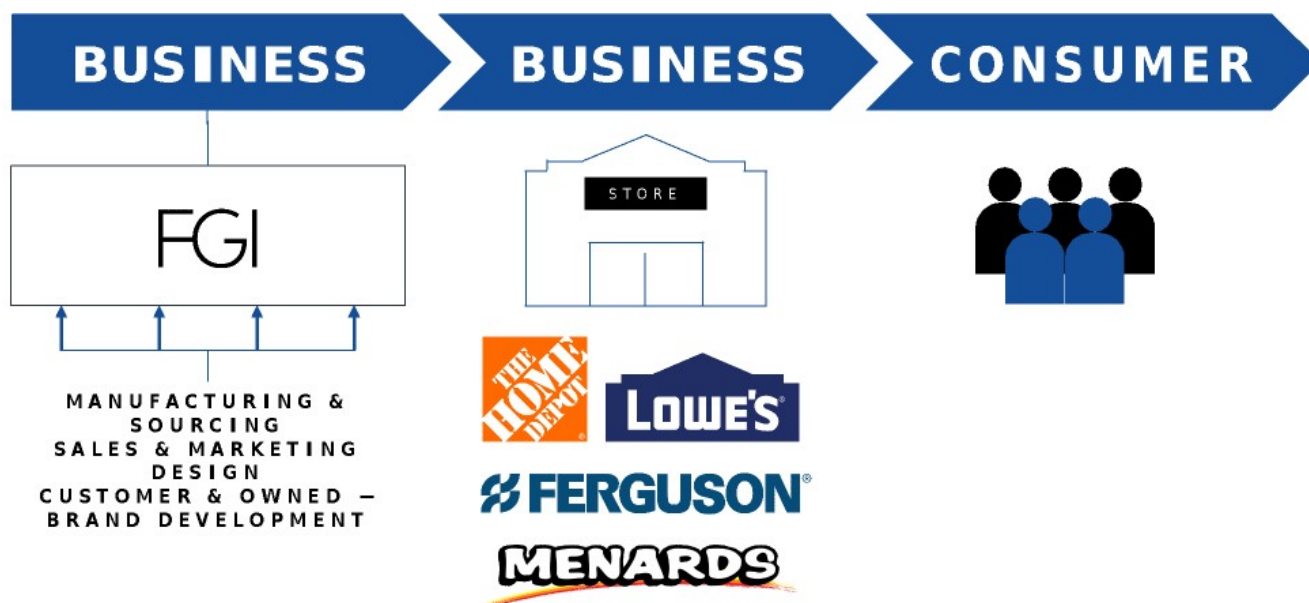 BUSINESS
BUSINESS
CONSUMER
FGI
MANUFACTURING &
SOURCING
SALES & MARKETING
DESIGN
CUSTOMER & OWNED –
BRAND DEVELOPMENT
STORE
THE
HOME
DEPOT
®
LOWE'S®
FERGUSON®
MENARDS